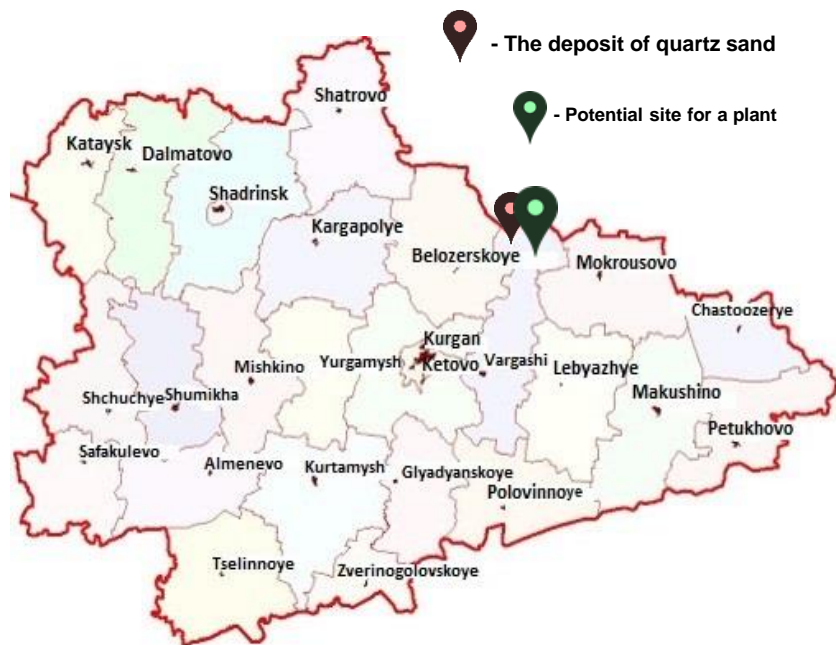 - The deposit of quartz sand
- Potential site for a plant
Shatrovo
Kataysk
Dalmatovo
Shadrinsk
Kargapolye
Belozerskoye
Mokrousovo
Chastoozerye
Kurgan
Yurgamysh
Ketovo
Vargashi
Lebyazhye
Mishkino
Makushino
Shchuchye
Shumikha
Petukhovo
Safakulevo
Almenevo
Kurtamysh
Glyadyanskoye
Polovinnoye
Tselinnoye
Zverinogolovskoye